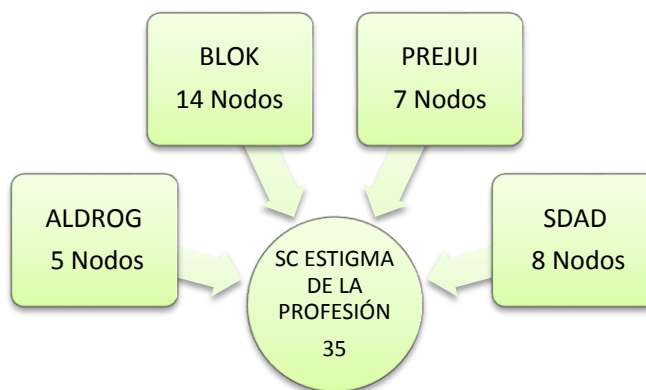 BLOK
14 Nodos
PREJUI
7 Nodos
ALDROG
5 Nodos
SDAD
8 Nodos
SC ESTIGMA
DE LA
PROFESIÓN
35